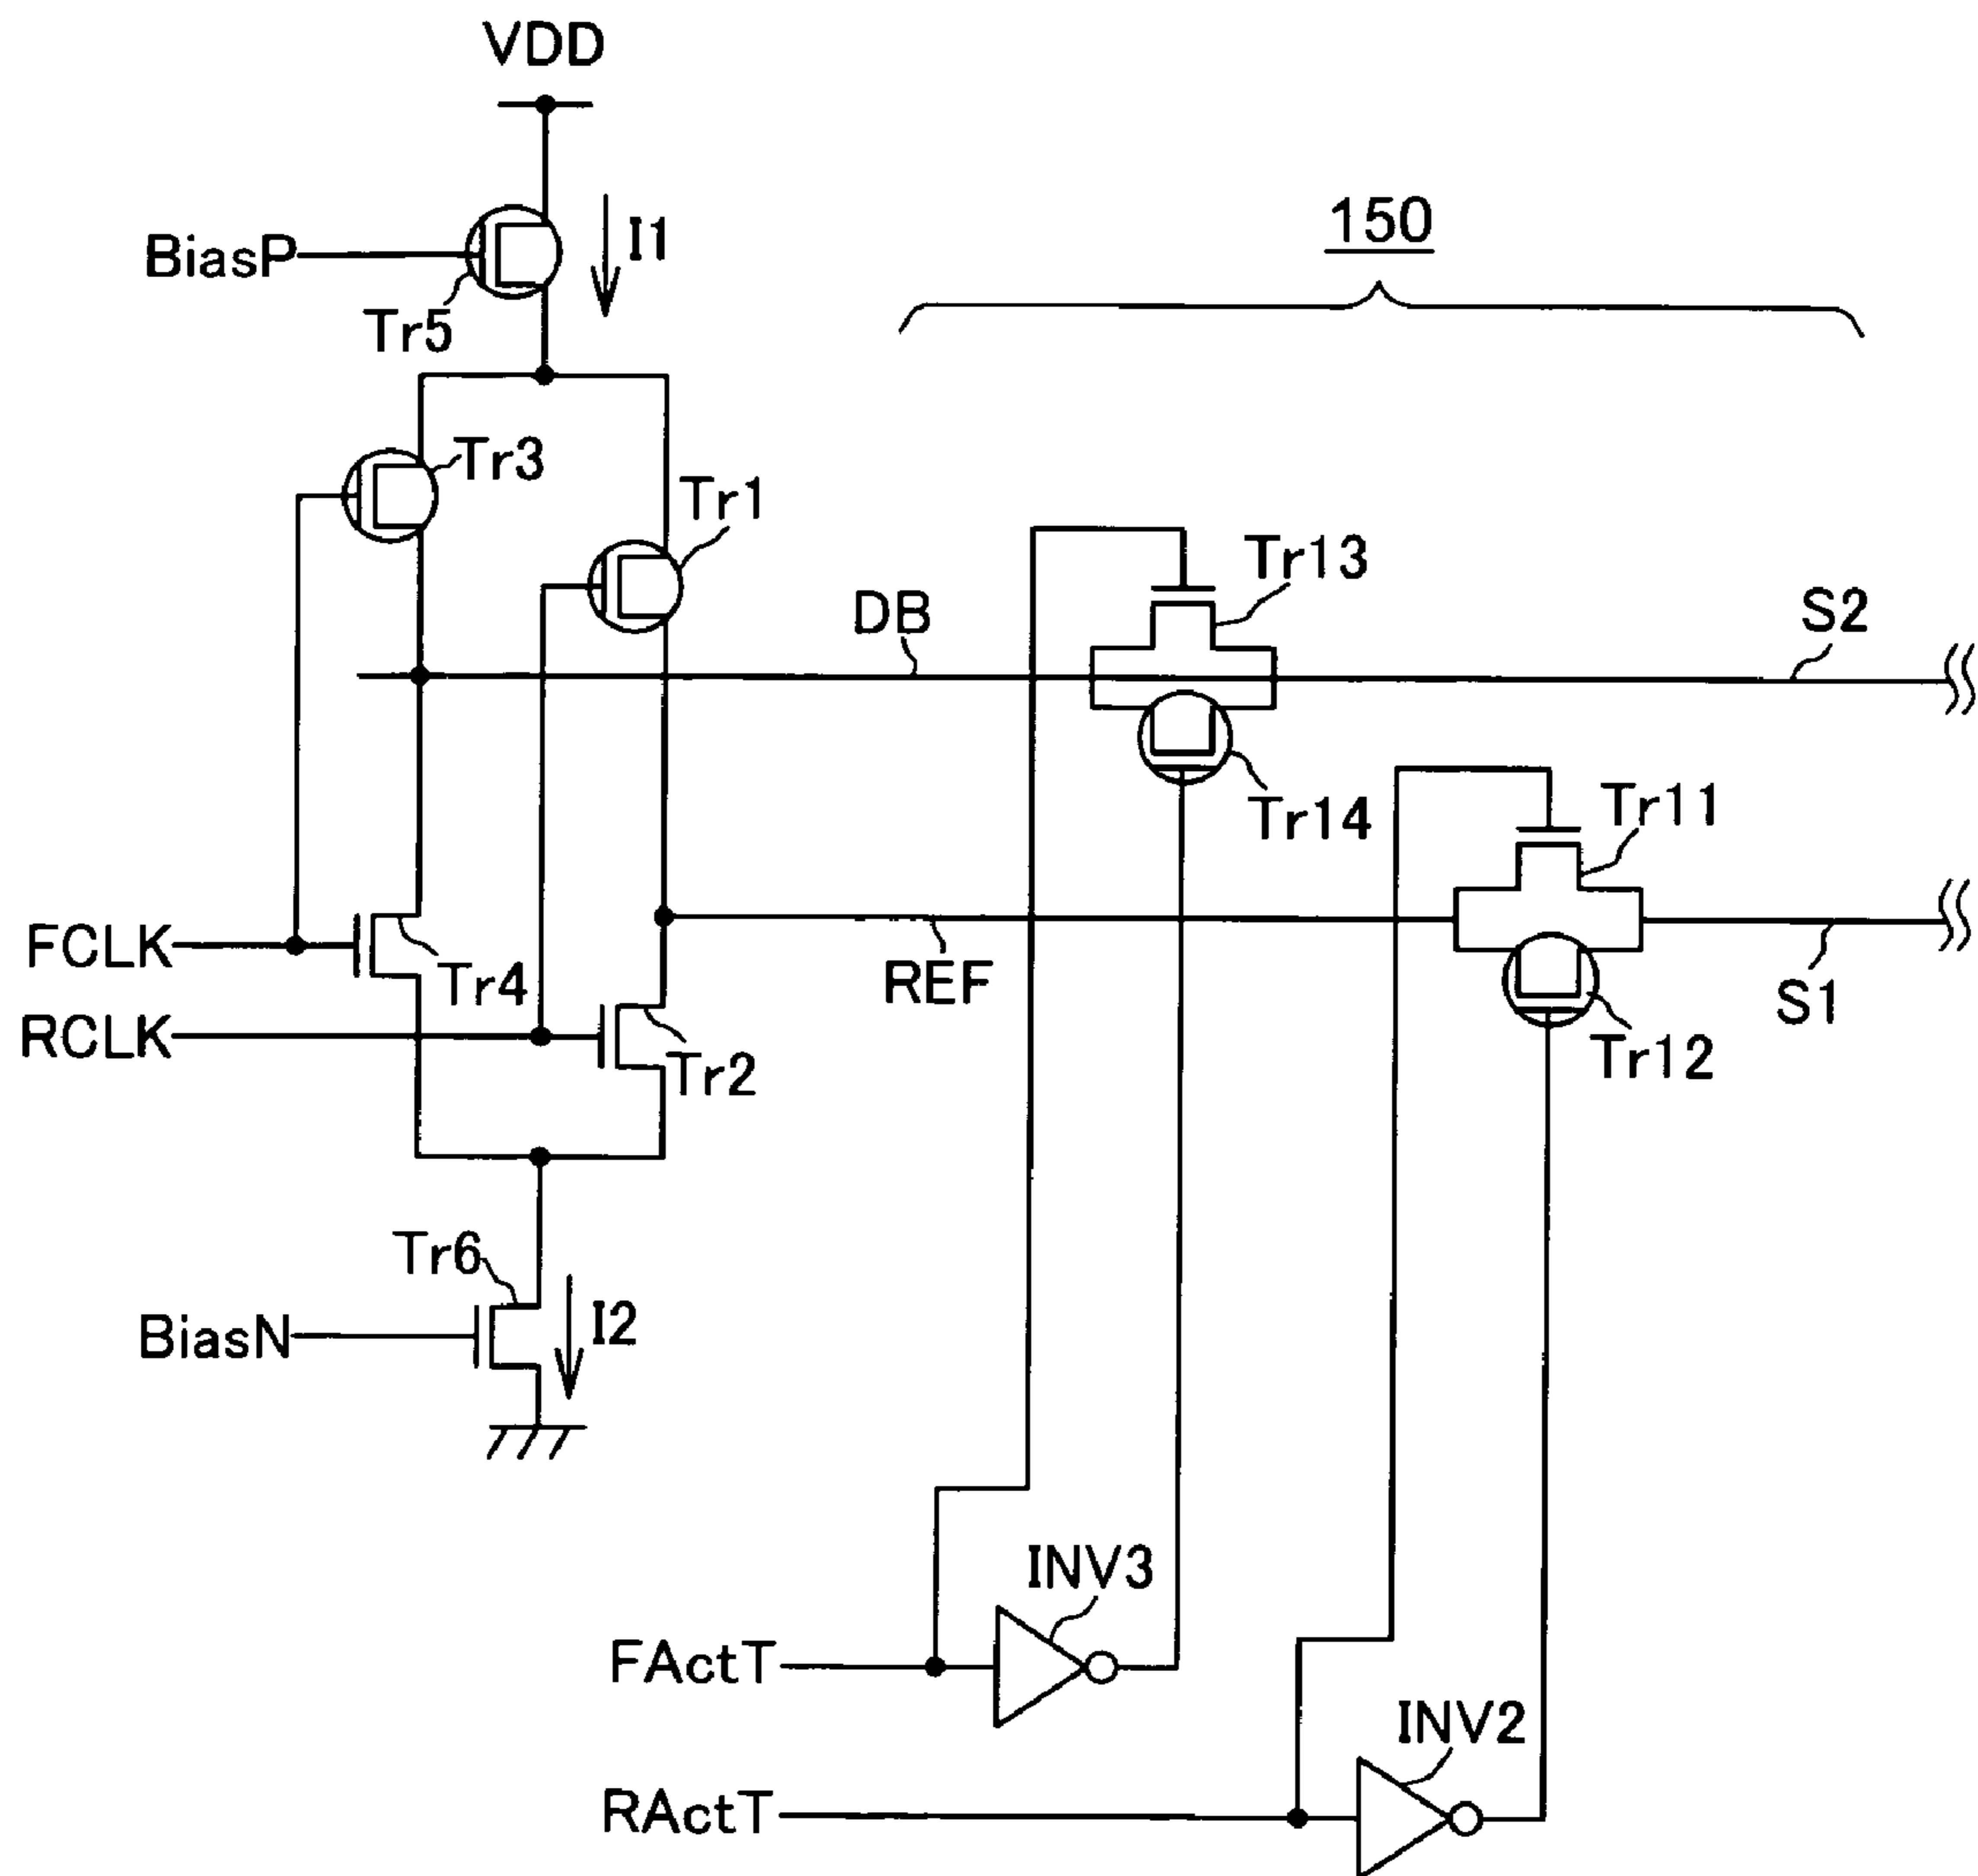 VDD
150
I1
BiasP
Tr5
Tr3
Tr1
Tr13
DB
S2
Tr14
Tr11
FCLK
Tr4
REF
S1
RCLK
Tr2
Tr12
Tr6
I2
BiasN
INV3
FActT
INV2
RActT